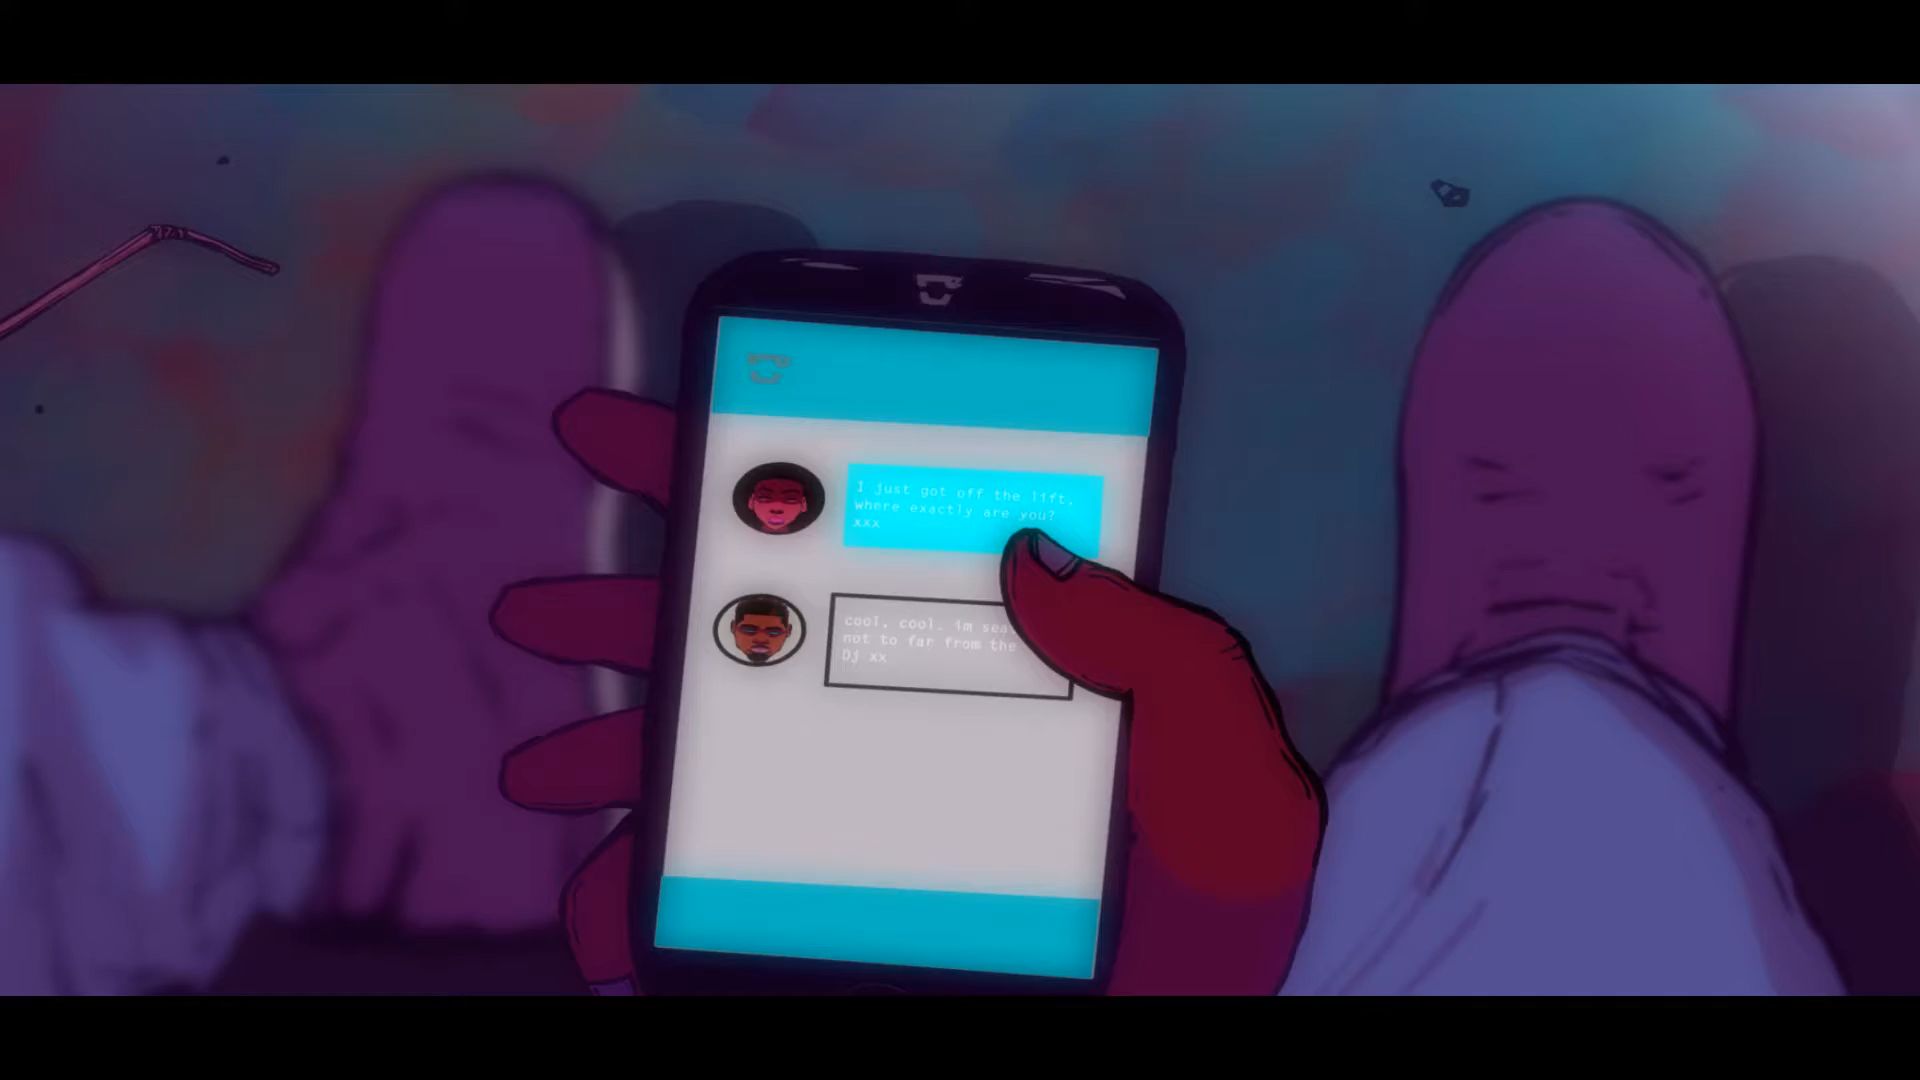 I just got off the lift,
where exactly are you?
xxx
cool, cool. im
not to far from the
Dj xx